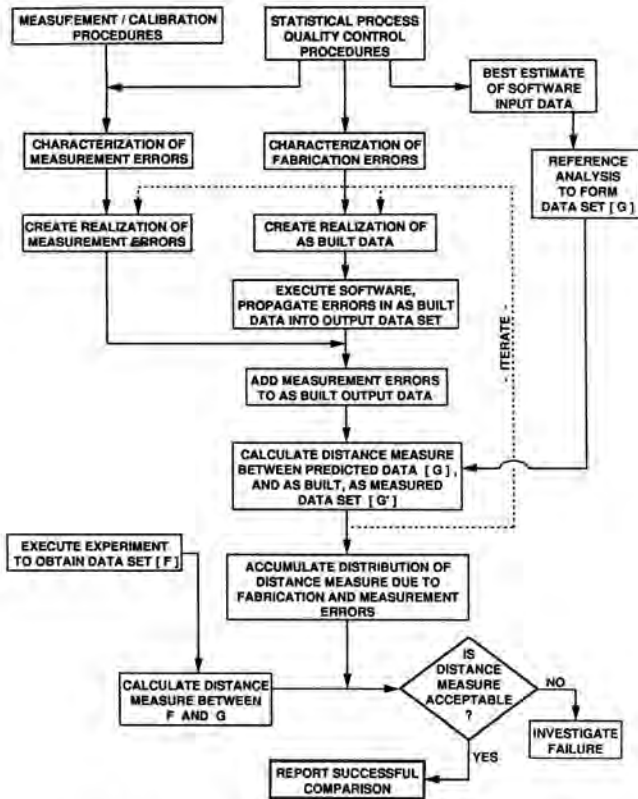 MEASUREMENT / CALIBRATION
PROCEDURES
STATISTICAL PROCESS
QUALITY CONTROL
PROCEDURES
BEST ESTIMATE
OF SOFTWARE
INPUT DATA
CHARACTERIZATION OF
MEASUREMENT ERRORS
CHARACTERIZATION OF
FABRICATION ERRORS
REFERENCE
ANALYSIS
TO FORM
DATA SET [ G ]
CREATE REALIZATION OF
MEASUREMENT ERRORS
CREATE REALIZATION OF
AS BUILT DATA
EXECUTE SOFTWARE,
PROPAGATE ERRORS IN AS BUILT
DATA INTO OUTPUT DATA SET
- ITERATE -
ADD MEASUREMENT ERRORS
TO AS BUILT OUTPUT DATA
CALCULATE DISTANCE MEASURE
BETWEEN PREDICTED DATA [ G ] ,
AND AS BUILT, AS MEASURED
DATA SET [ G' ]
EXECUTE EXPERIMENT
TO OBTAIN DATA SET [ F ]
ACCUMULATE DISTRIBUTION OF
DISTANCE MEASURE DUE TO
FABRICATION AND MEASUREMENT
ERRORS
CALCULATE DISTANCE
MEASURE BETWEEN
F AND G
IS
DISTANCE
MEASURE
ACCEPTABLE
?
NO
INVESTIGATE
FAILURE
YES
REPORT SUCCESSFUL
COMPARISON